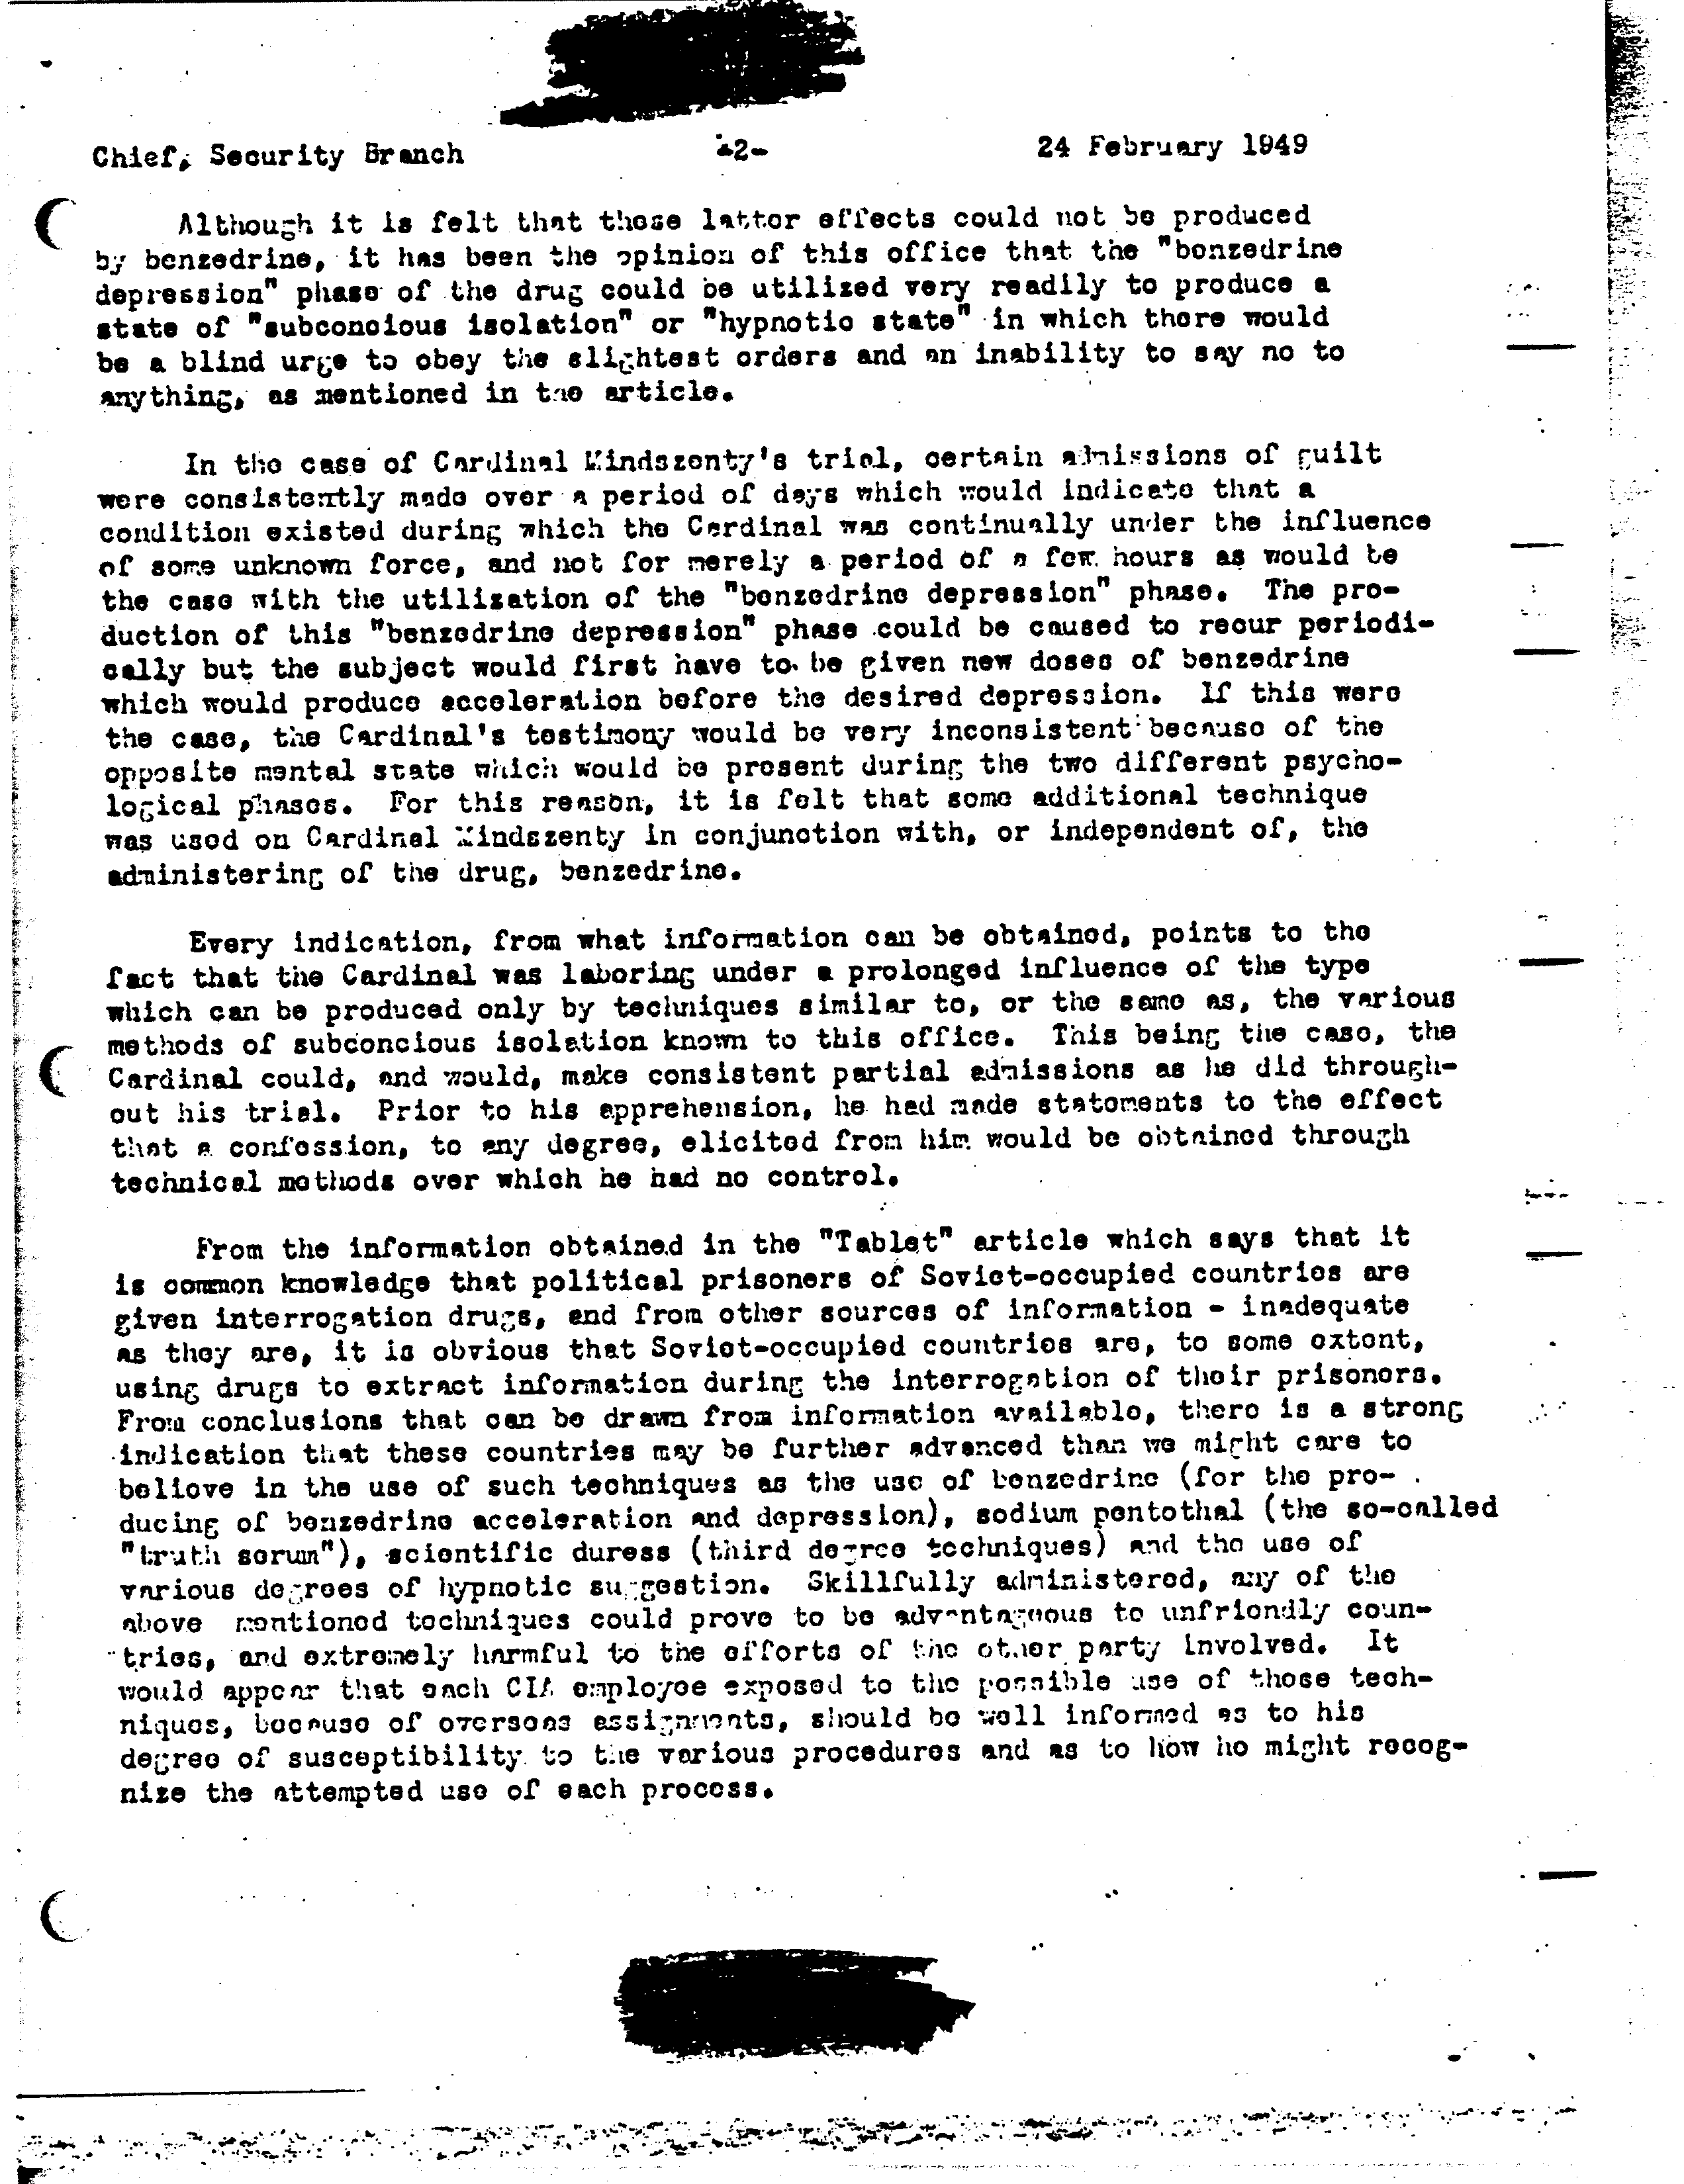 Chief, Security Branch -2- 24 February 1949
Although it is felt that these latter effects could not be produced
by benzedrine, it has been the opinion of this office that the "benzedrine
depression" phase of the drug could be utilized very readily to produce a
state of "subconcious isolation" or "hypnotic state" in which there would
be a blind urge to obey the slightest orders and an inability to say no to
anything, as mentioned in the article.
In the case of Cardinal Mindszenty's trial, certain admissions of guilt
were consistently made over a period of days which would indicate that a
condition existed during which the Cardinal was continually under the influence
of some unknown force, and not for merely a period of a few hours as would be
the case with the utilization of the "benzedrine depression" phase. The pro-
duction of this "benzedrine depression" phase could be caused to recur periodi-
cally but the subject would first have to be given new doses of benzedrine
which would produce acceleration before the desired depression. If this were
the case, the Cardinal's testimony would be very inconsistent because of the
opposite mental state which would be present during the two different psycho-
logical phases. For this reason, it is felt that some additional technique
was used on Cardinal Mindszenty in conjunction with, or independent of, the
administering of the drug, benzedrine.
Every indication, from what information can be obtained, points to the
fact that the Cardinal was laboring under a prolonged influence of the type
which can be produced only by techniques similar to, or the same as, the various
methods of subconcious isolation known to this office. This being the case, the
Cardinal could, and would, make consistent partial admissions as he did through-
out his trial. Prior to his apprehension, he had made statements to the effect
that a confession, to any degree, elicited from him would be obtained through
technical methods over which he had no control.
From the information obtained in the "Tablet" article which says that it
is common knowledge that political prisoners of Soviet-occupied countries are
given interrogation drugs, and from other sources of information - inadequate
as they are, it is obvious that Soviet-occupied countries are, to some extent,
using drugs to extract information during the interrogation of their prisoners.
From conclusions that can be drawn from information available, there is a strong
indication that these countries may be further advanced than we might care to
believe in the use of such techniques as the use of benzedrine (for the pro-
ducing of benzedrine acceleration and depression), sodium pentothal (the so-called
"truth serum"), scientific duress (third degree techniques) and the use of
various degrees of hypnotic suggestion. Skillfully administered, any of the
above mentioned techniques could prove to be advantageous to unfriendly coun-
tries, and extremely harmful to the efforts of the other party involved. It
would appear that each CIA employee exposed to the possible use of those tech-
niques, because of overseas assignments, should be well informed as to his
degree of susceptibility to the various procedures and as to how he might recog-
nize the attempted use of each process.